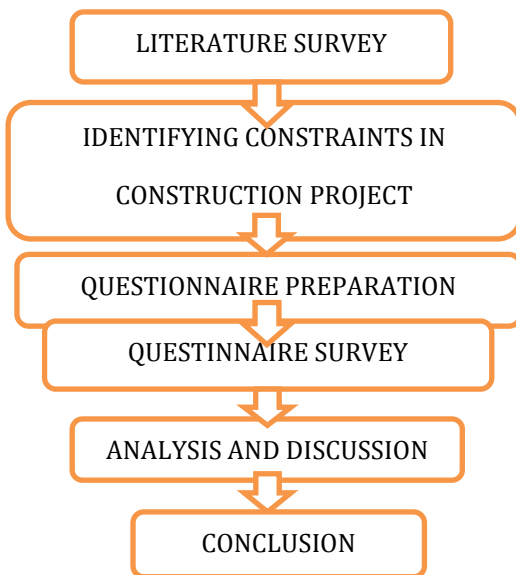 LITERATURE SURVEY
IDENTIFYING CONSTRAINTS IN
CONSTRUCTION PROJECT
QUESTIONNAIRE PREPARATION
QUESTINNAIRE SURVEY
ANALYSIS AND DISCUSSION
CONCLUSION